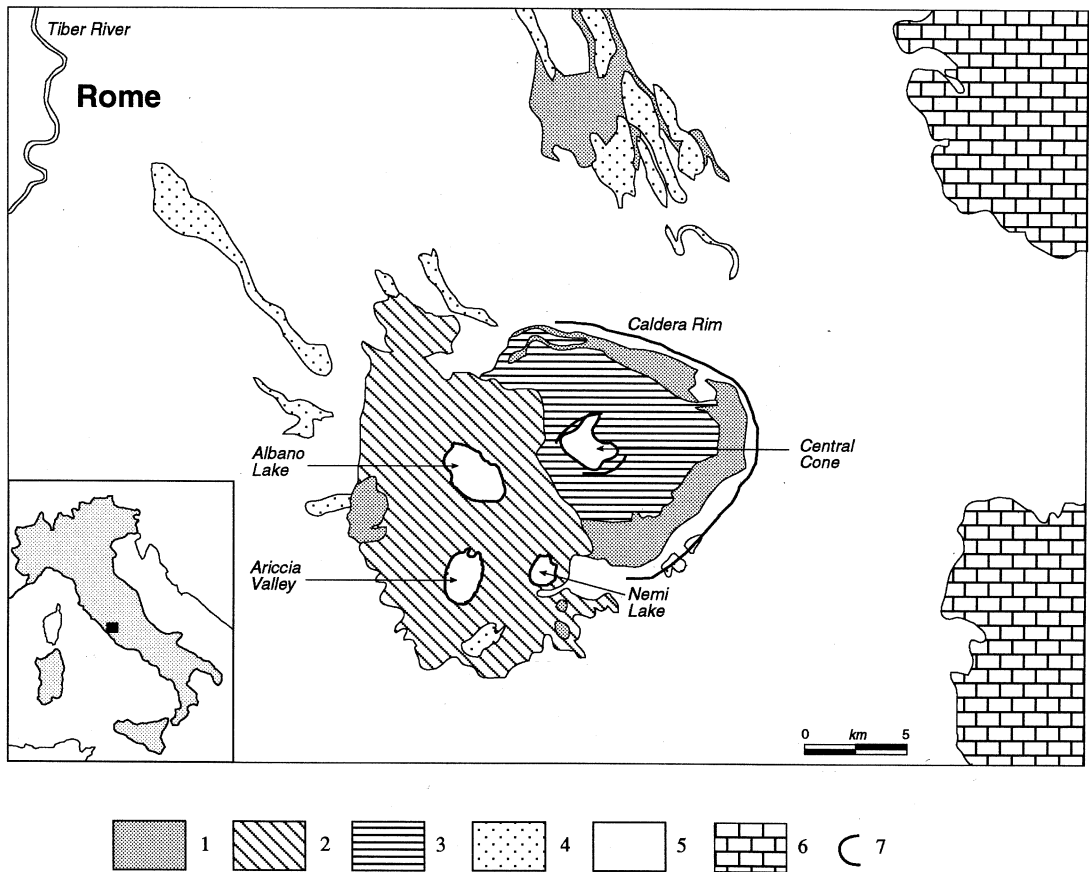 Tiber River
Rome
Caldera Rim
Albano
Lake
Central
Cone
Ariccia
Valley
Nemi
Lake
0 km 5
1 2 3 4 5 6 7